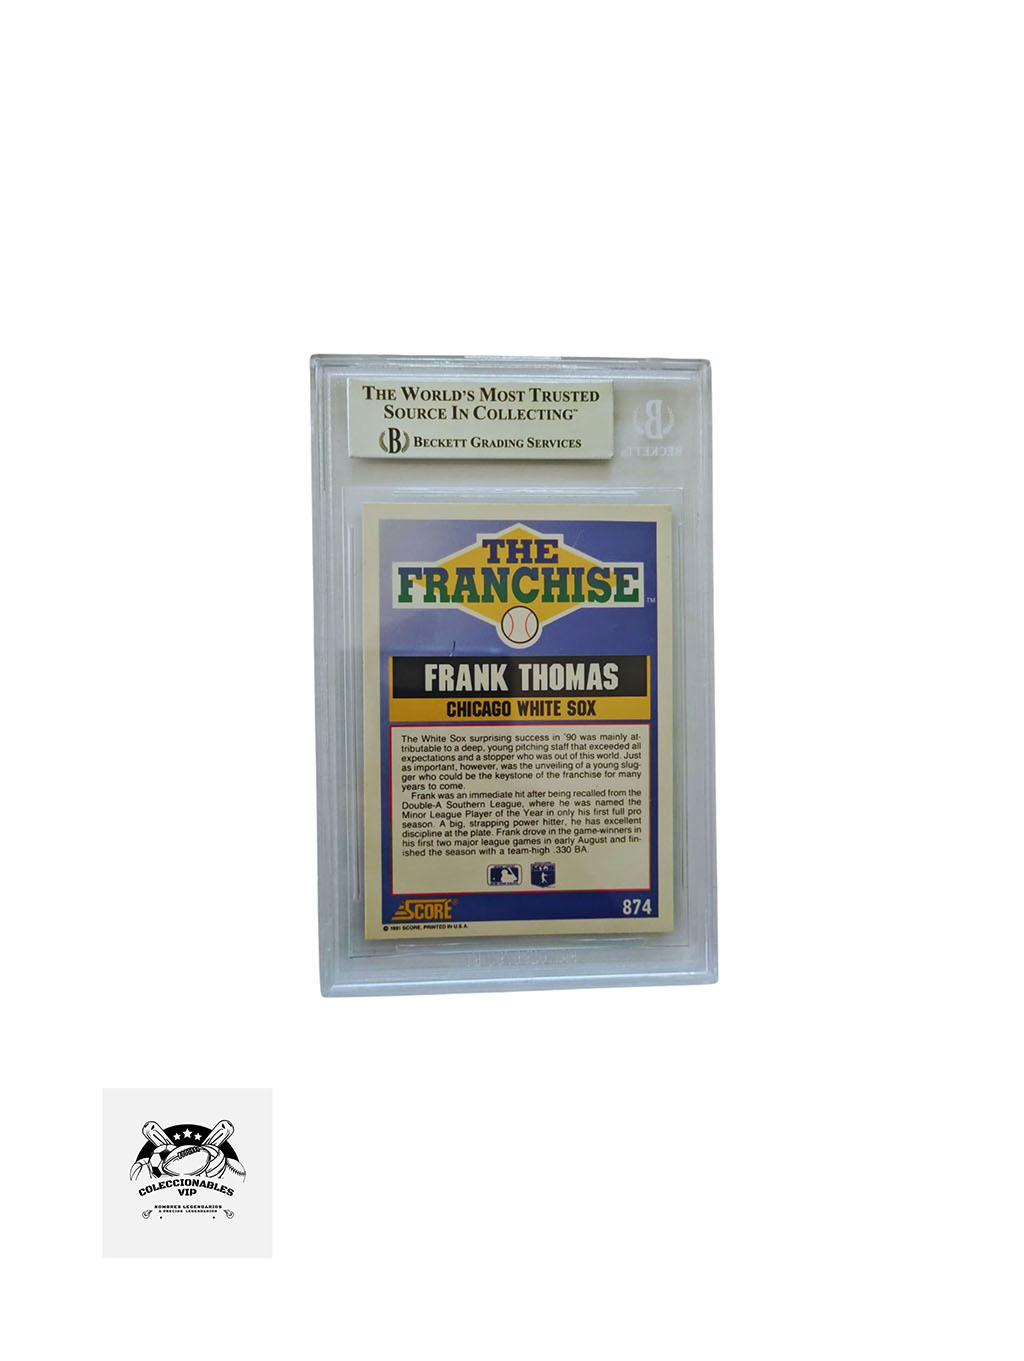 THE WORLD'S MOST TRUSTED
SOURCE IN COLLECTING™
B BECKETT GRADING SERVICES
B
BECKETT
THE
FRANCHISE™
FRANK THOMAS
CHICAGO WHITE SOX
The White Sox surprising success in '90 was mainly at-
tributable to a deep, young pitching staff that exceeded all
expectations and a stopper who was out of this world. Just
as important, however, was the unveiling of a young slug-
ger who could be the keystone of the franchise for many
years to come.
Frank was an immediate hit after being recalled from the
Double-A Southern League, where he was named the
Minor League Player of the Year in only his first full pro
season. A big, strapping power hitter, he has excellent
discipline at the plate. Frank drove in the game-winners in
his first two major league games in early August and fin-
ished the season with a team-high .330 BA.
SCORE®
874
© 1991 SCORE, PRINTED IN U.S.A.
COLECCIONABLES
VIP
NOMBRES LEGENDARIOS
A PRECIOS LEGENDARIOS